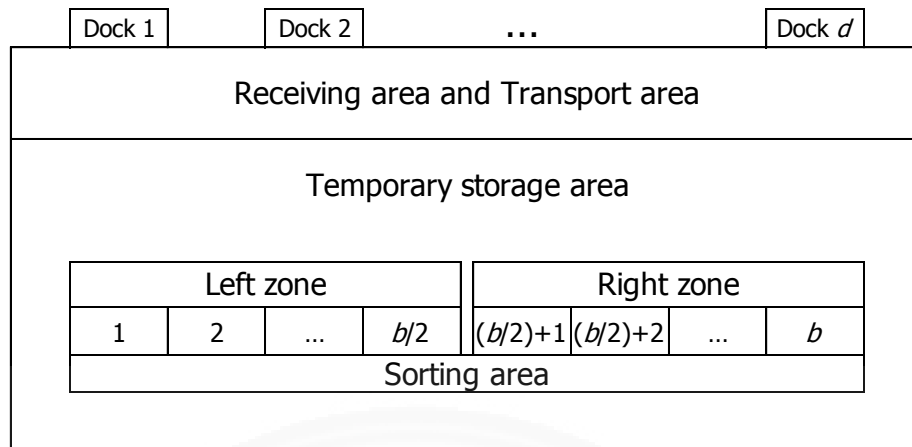 Dock 1 Dock 2 ... Dock d
Receiving area and Transport area
Temporary storage area
Left zone Right zone
1 2 ... b/2 (b/2)+1 (b/2)+2 ... b
Sorting area